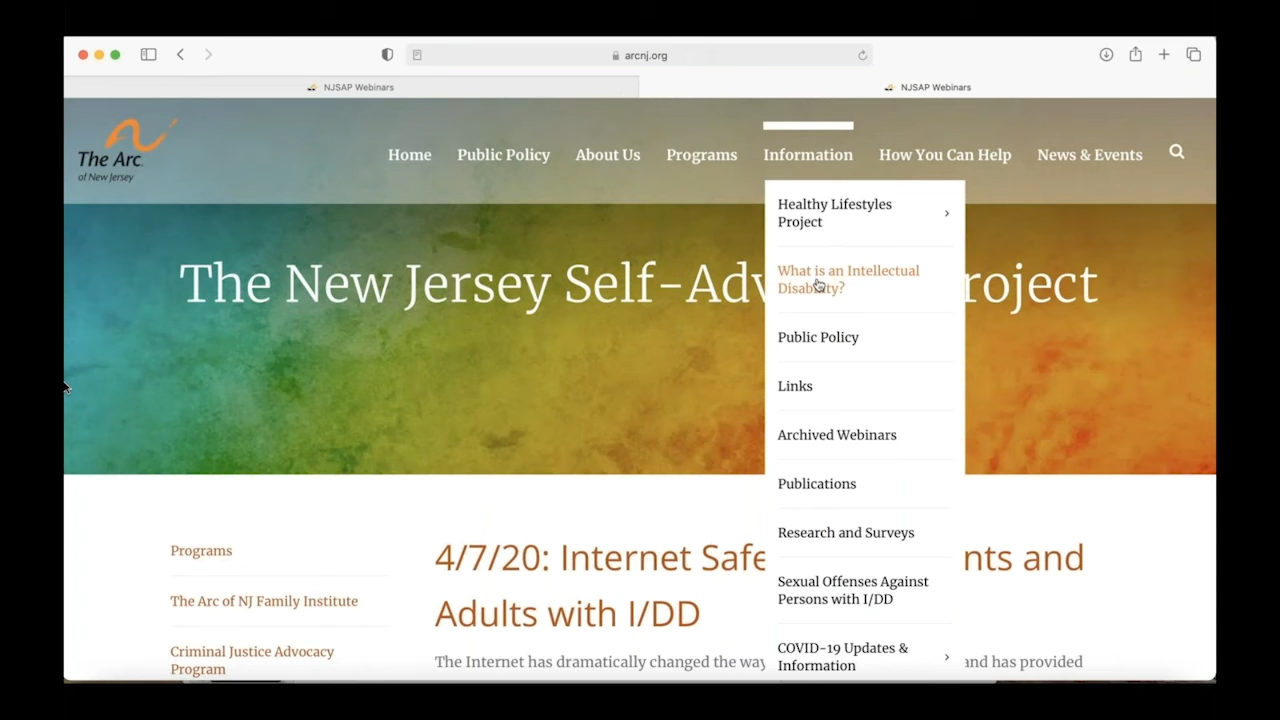 arcnj.org
NJSAP Webinars
NJSAP Webinars
The Arc
of New Jersey
Home
Public Policy
About Us
Programs
Information
How You Can Help
News & Events
Healthy Lifestyles
Project
What is an Intellectual
Disability?
Public Policy
Links
Archived Webinars
Publications
Research and Surveys
Sexual Offenses Against
Persons with I/DD
COVID-19 Updates &
Information
The New Jersey Self-Adv roject
Programs
The Arc of NJ Family Institute
Criminal Justice Advocacy
Program
4/7/20: Internet Safe nts and
Adults with I/DD
The Internet has dramatically changed the way and has provided